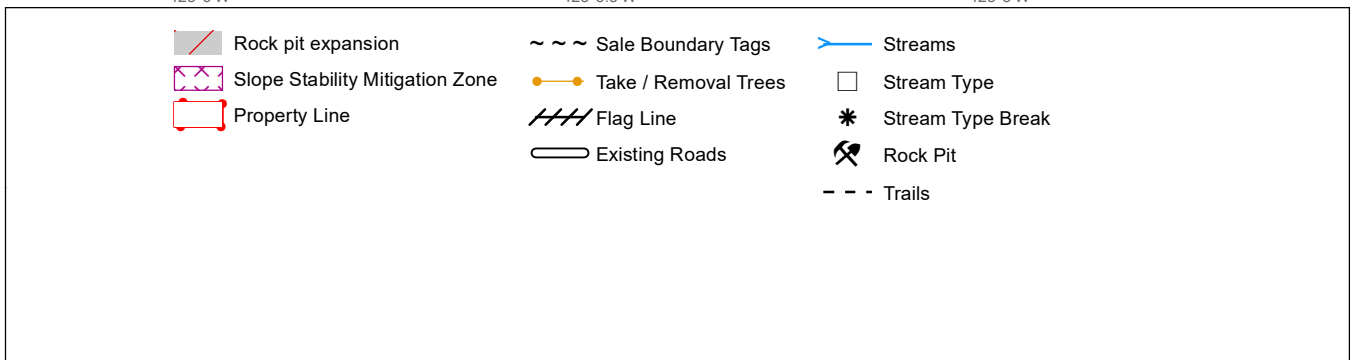 Rock pit expansion
Slope Stability Mitigation Zone
Property Line
Sale Boundary Tags
Take / Removal Trees
Flag Line
Existing Roads
Streams
Stream Type
Stream Type Break
Rock Pit
Trails